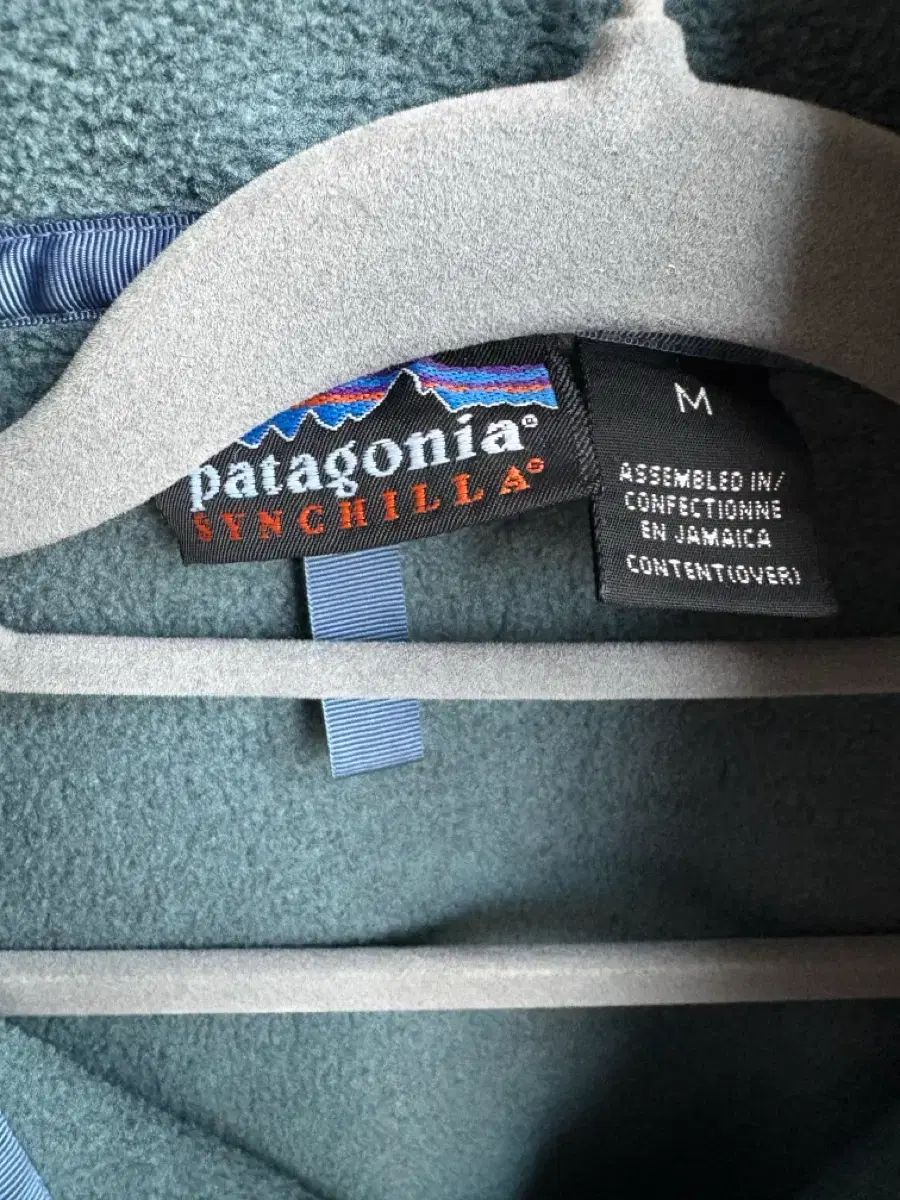 patagonia®
SYNCHILLA®
M
ASSEMBLED IN/
CONFECTIONNE
EN JAMAICA
CONTENT(OVER)